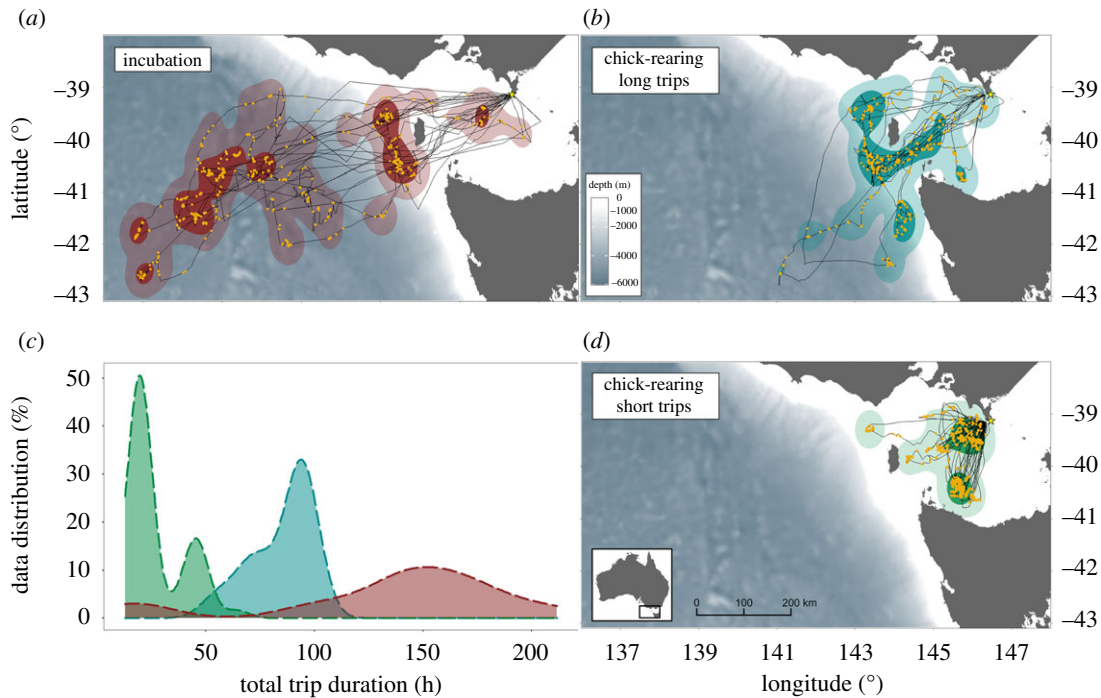 (a)
incubation
–39
–40
–41
–42
–43
latitude (°)
(b)
chick-rearing
long trips
depth (m)
0
–1000
–2000
–4000
–6000
–39
–40
–41
–42
–43
(c)
50
40
30
20
10
0
data distribution (%)
50
100
150
200
total trip duration (h)
(d)
chick-rearing
short trips
0
100
200 km
–39
–40
–41
–42
–43
137
139
141
143
145
147
longitude (°)